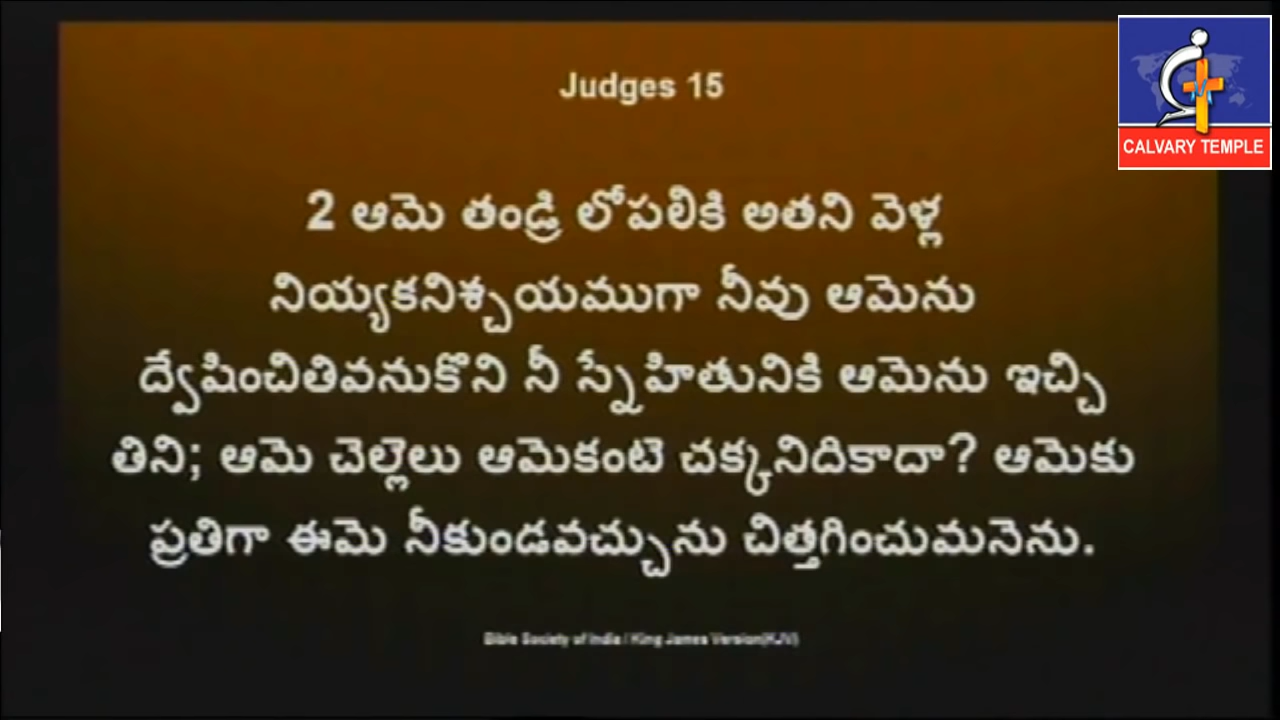 Judges 15
CALVARY TEMPLE
2 ఆమె తండ్రి లోపలికి అతని వెళ్ల
నియ్యకనిశ్చయముగా నీవు ఆమెను
ద్వేషించితివనుకొని నీ స్నేహితునికి ఆమెను ఇచ్చి
తిని; ఆమె చెల్లెలు ఆమెకంటె చక్కనిదికాదా? ఆమెకు
ప్రతిగా ఈమె నీకుండవచ్చును చిత్తగించుమనెను.
Bible Society of India / King James Version(KJV)